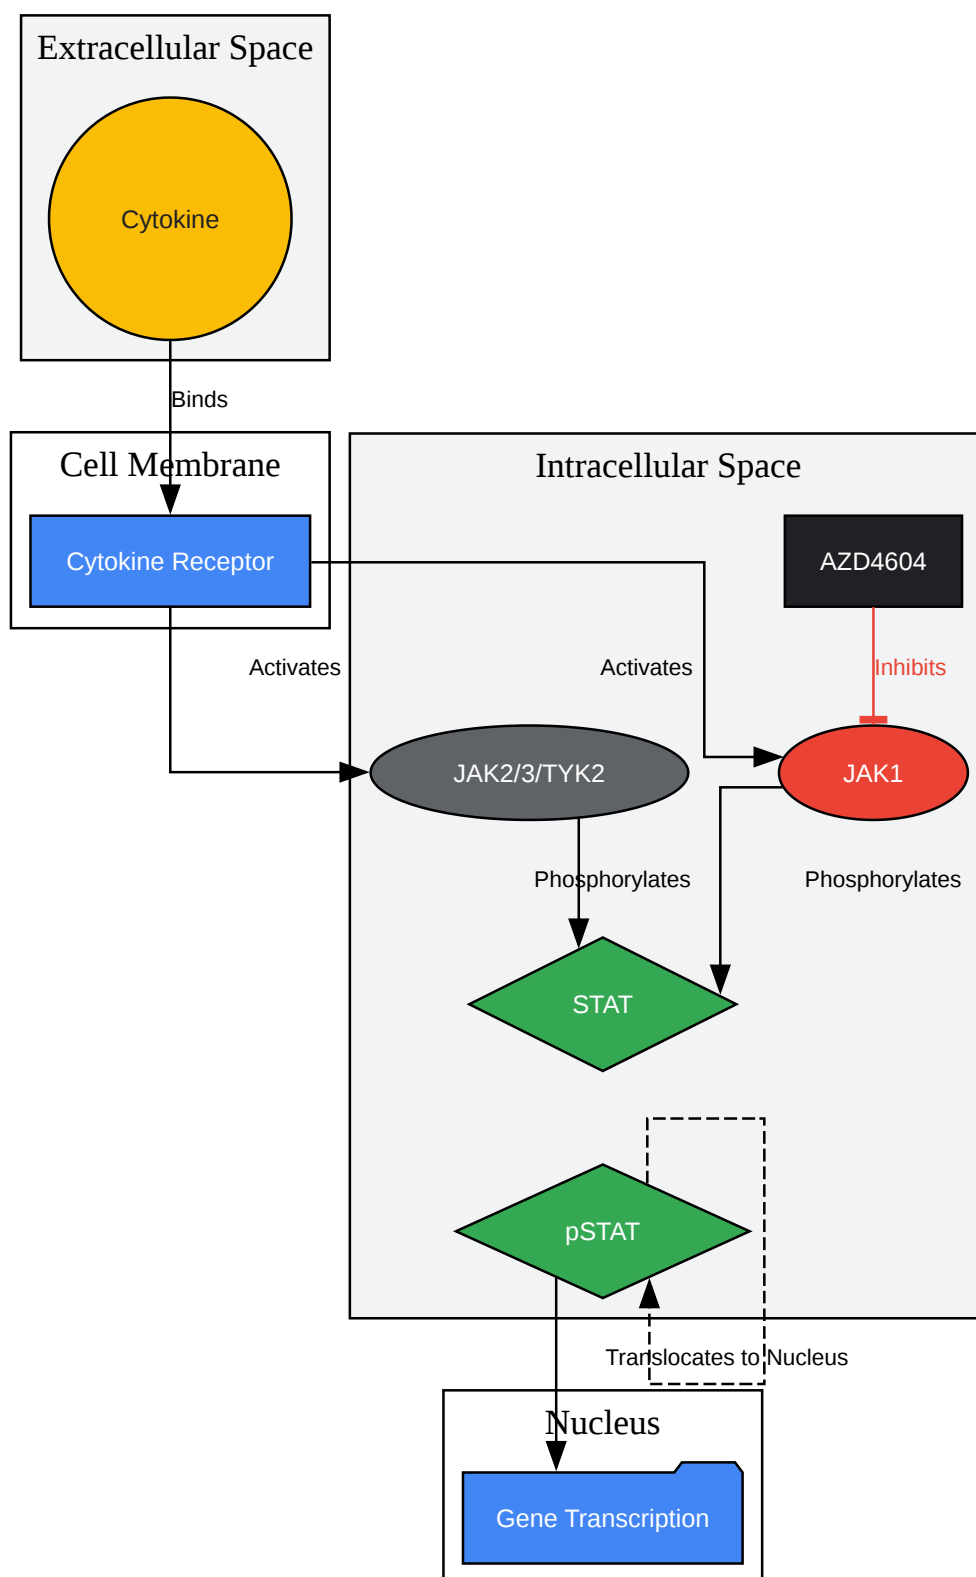 Extracellular Space
Cytokine
Binds
Cell Membrane
Intracellular Space
Cytokine Receptor
AZD4604
Activates
Activates
Inhibits
JAK2/3/TYK2
JAK1
Phosphorylates
Phosphorylates
STAT
pSTAT
Translocates to Nucleus
Nucleus
Gene Transcription